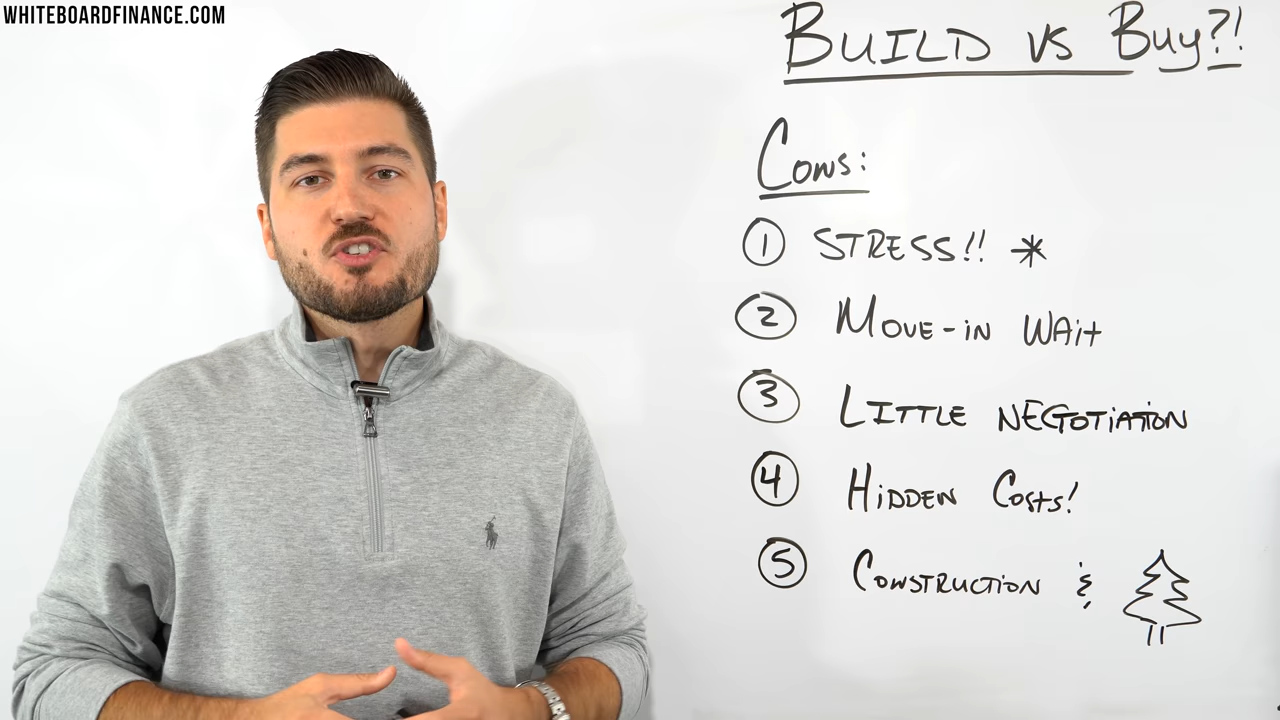 WHITEBOARDFINANCE.COM
BUILD vs Buy?!
Cons:
1 STRESS!! *
2 MOVE-iN WAit
3 LITTLE NEGOTiATION
4 HiDDEN Costs!
5 CONSTRUCTiON &